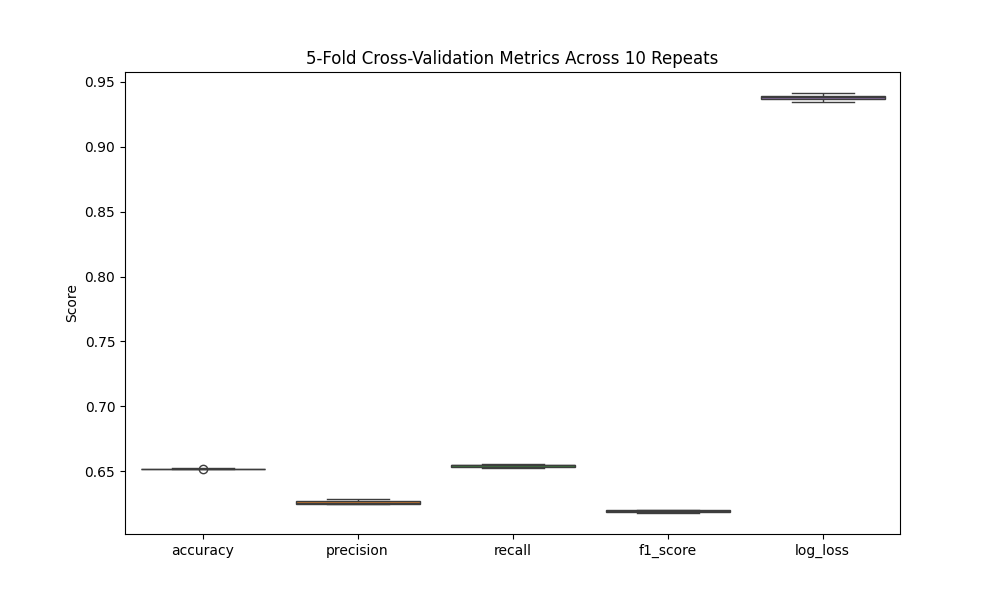 5-Fold Cross-Validation Metrics Across 10 Repeats
Score
0.95
0.90
0.85
0.80
0.75
0.70
0.65
accuracy precision recall f1_score log_loss